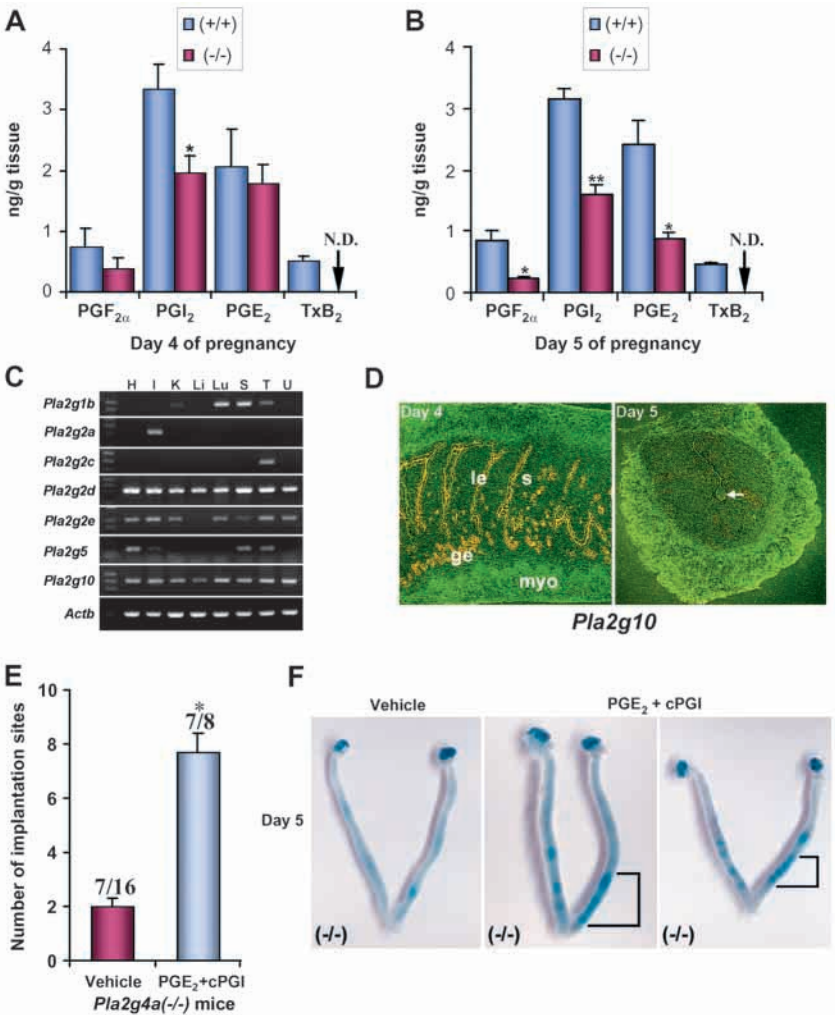 A
(+/+)
(-/-)
ng/g tissue
4
3
2
1
0
*
N.D.
PGF2α PGI2 PGE2 TxB2
Day 4 of pregnancy
B
(+/+)
(-/-)
ng/g tissue
4
3
2
1
0
*
**
*
N.D.
PGF2α PGI2 PGE2 TxB2
Day 5 of pregnancy
C
H I K Li Lu S T U
Pla2g1b
Pla2g2a
Pla2g2c
Pla2g2d
Pla2g2e
Pla2g5
Pla2g10
Actb
D
Day 4
le s
ge
myo
Day 5
Pla2g10
E
Number of implantation sites
10
8
6
4
2
0
7/16
*
7/8
Vehicle PGE2+cPGI
Pla2g4a(-/-) mice
F
Vehicle PGE2 + cPGI
Day 5
(-/-) (-/-) (-/-)